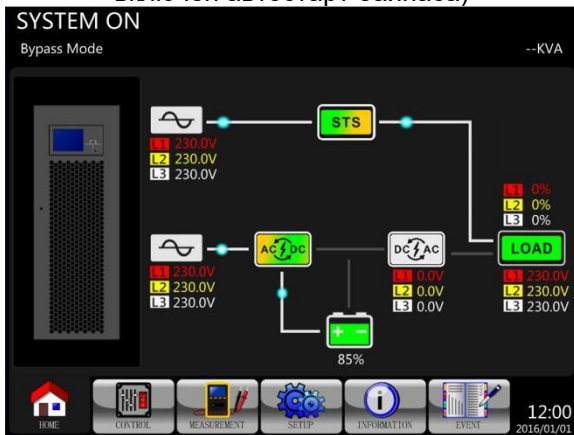 SYSTEM ON
Bypass Mode
--KVA
STS
L1 230.0V
L2 230.0V
L3 230.0V
L1 0%
L2 0%
L3 0%
AC DC
DC AC
LOAD
L1 230.0V
L2 230.0V
L3 230.0V
L1 0.0V
L2 0.0V
L3 0.0V
L1 230.0V
L2 230.0V
L3 230.0V
+ -
85%
HOME
CONTROL
MEASUREMENT
SETUP
INFORMATION
EVENT
12:00
2016/01/01